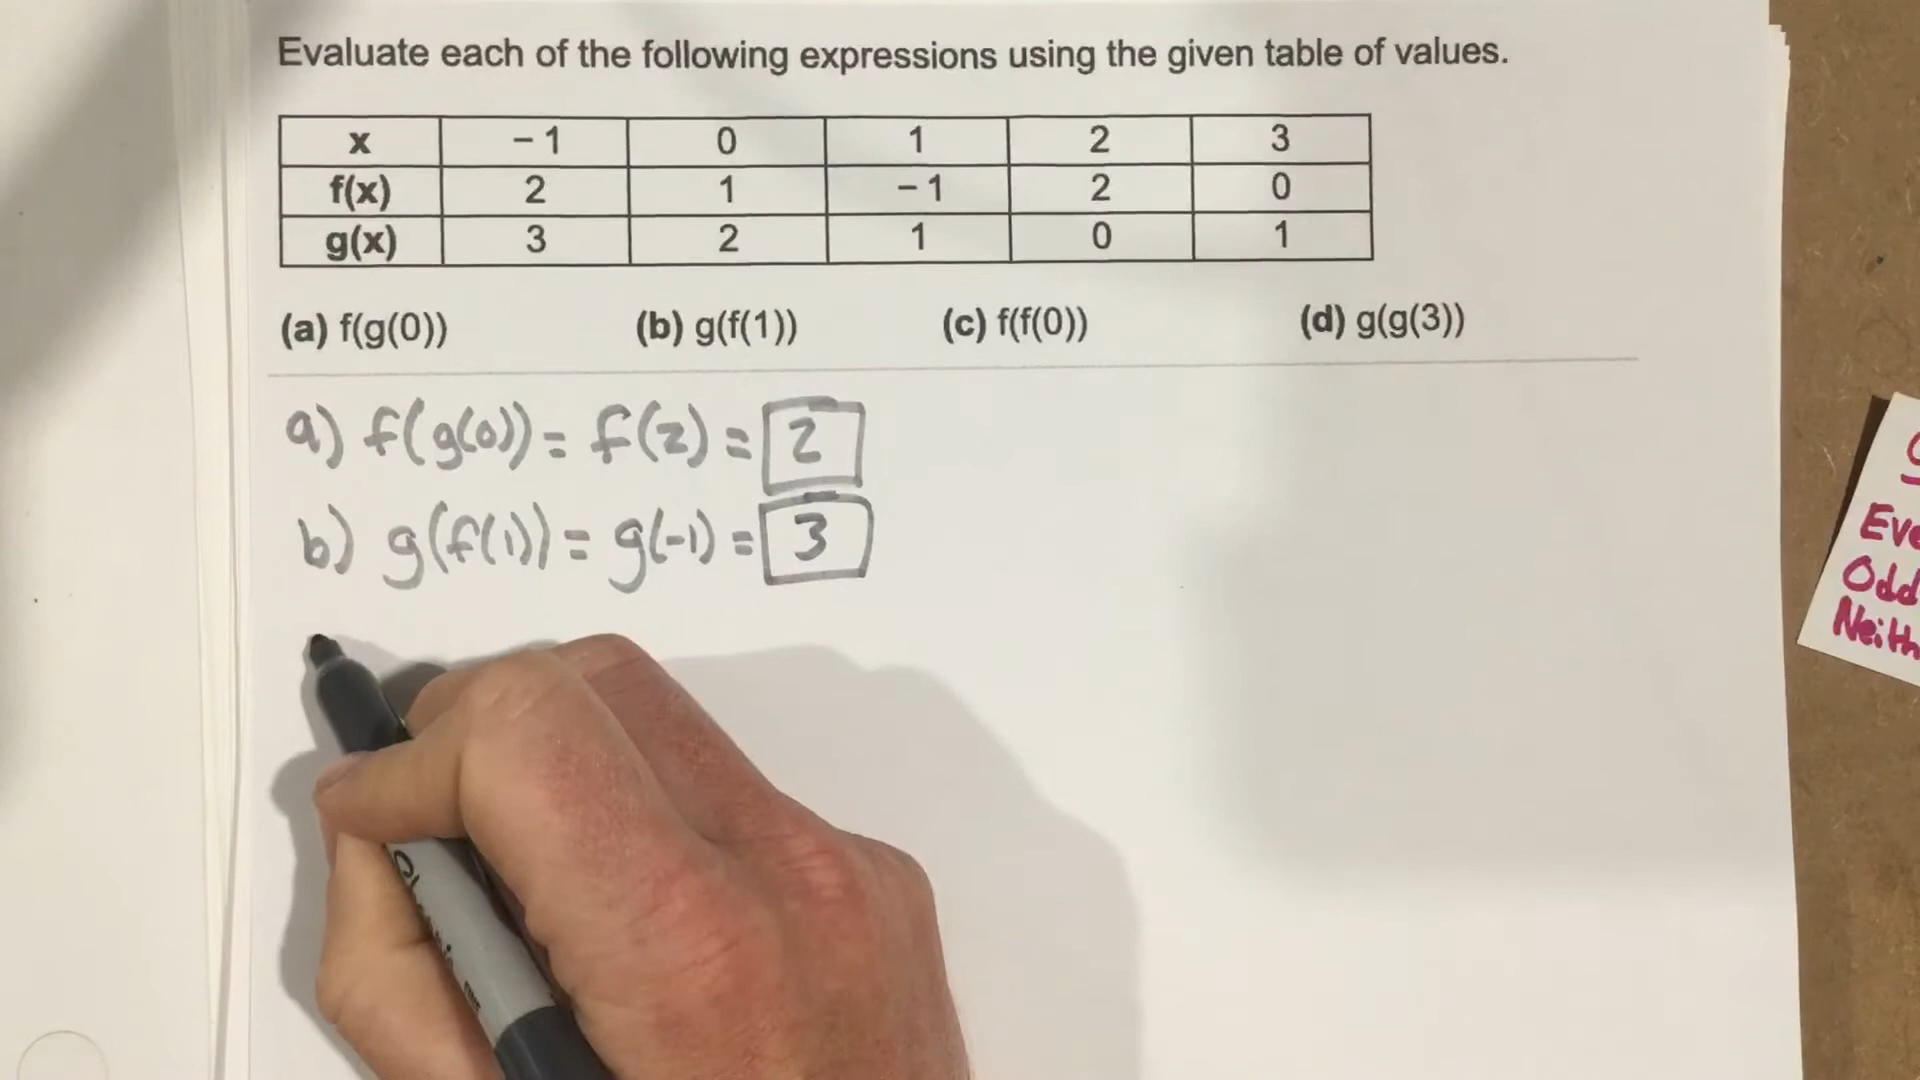 Evaluate each of the following expressions using the given table of values.
x − 1 0 1 2 3
f(x) 2 1 − 1 2 0
g(x) 3 2 1 0 1
(a) f(g(0)) (b) g(f(1)) (c) f(f(0)) (d) g(g(3))
a) f(g(0)) = f(2) = 2
b) g(f(1)) = g(-1) = 3
Odd